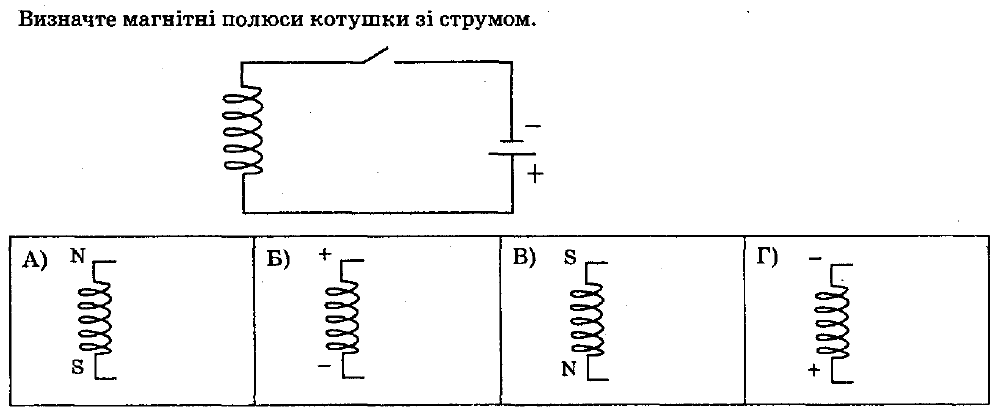 Визначте магнітні полюси котушки зі струмом.
−
+
А) N
S
Б) +
−
В) S
N
Г) −
+